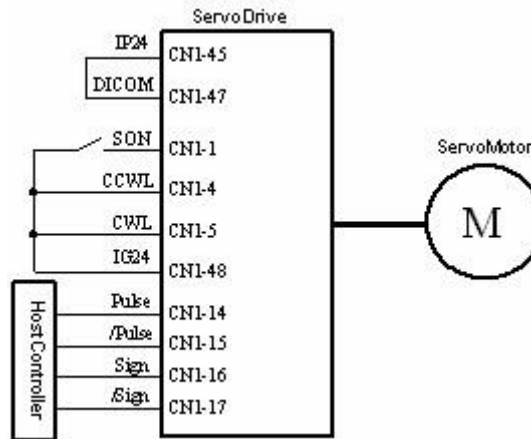 ServoDrive
IP24 CN1-45
DICOM CN1-47
SON CN1-1
CCWL CN1-4
CWL CN1-5
IG24 CN1-48
Pulse CN1-14
/Pulse CN1-15
Sign CN1-16
/Sign CN1-17
Host Controller
ServoMotor
M